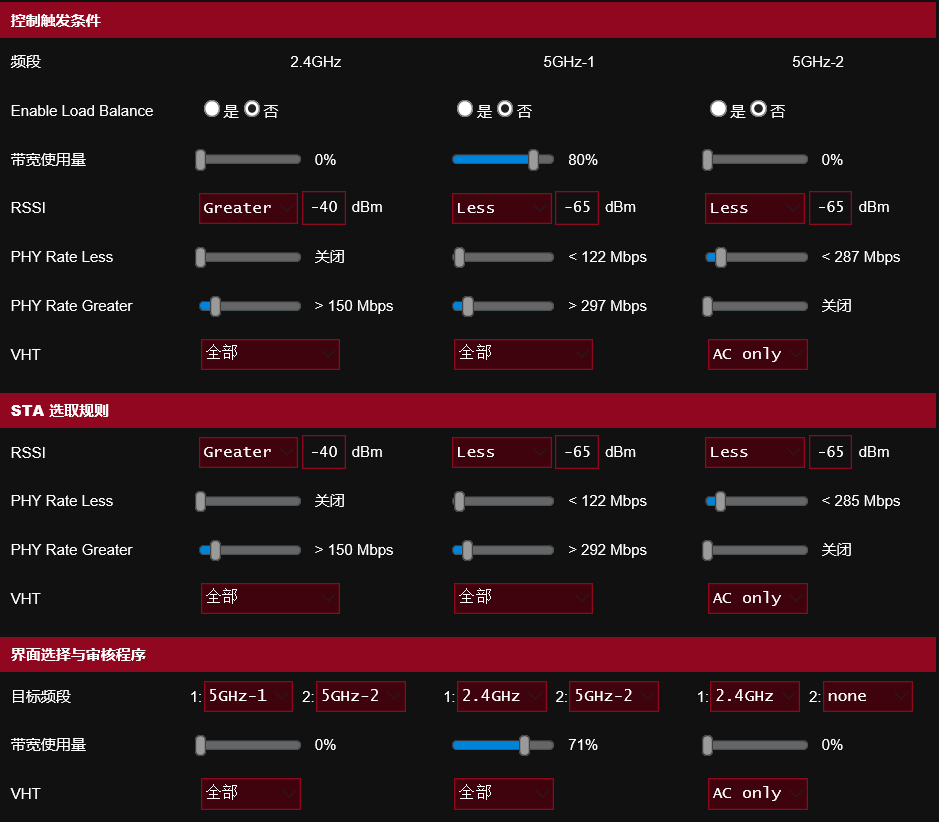 控制触发条件
频段 2.4GHz 5GHz-1 5GHz-2
Enable Load Balance 是 否 是 否 是 否
带宽使用量 0% 80% 0%
RSSI Greater -40 dBm Less -65 dBm Less -65 dBm
PHY Rate Less 关闭 < 122 Mbps < 287 Mbps
PHY Rate Greater > 150 Mbps > 297 Mbps 关闭
VHT 全部 全部 AC only
STA 选取规则
RSSI Greater -40 dBm Less -65 dBm Less -65 dBm
PHY Rate Less 关闭 < 122 Mbps < 285 Mbps
PHY Rate Greater > 150 Mbps > 292 Mbps 关闭
VHT 全部 全部 AC only
界面选择与审核程序
目标频段 1: 5GHz-1 2: 5GHz-2 1: 2.4GHz 2: 5GHz-2 1: 2.4GHz 2: none
带宽使用量 0% 71% 0%
VHT 全部 全部 AC only